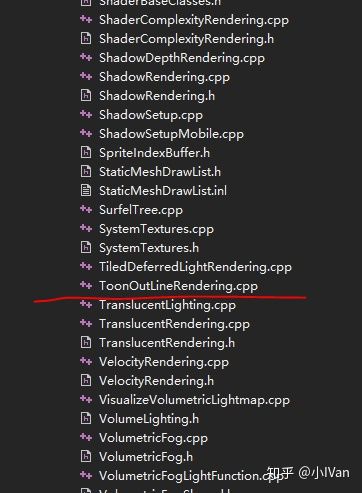 ShaderBaseClasses.h
ShaderComplexityRendering.cpp
ShaderComplexityRendering.h
ShadowDepthRendering.cpp
ShadowRendering.cpp
ShadowRendering.h
ShadowSetup.cpp
ShadowSetupMobile.cpp
SpriteIndexBuffer.h
StaticMeshDrawList.h
StaticMeshDrawList.inl
SurfelTree.cpp
SystemTextures.cpp
SystemTextures.h
TiledDeferredLightRendering.cpp
ToonOutLineRendering.cpp
TranslucentLighting.cpp
TranslucentRendering.cpp
TranslucentRendering.h
VelocityRendering.cpp
VelocityRendering.h
VisualizeVolumetricLightmap.cpp
VolumeLighting.h
VolumetricFog.cpp
VolumetricFog.h
VolumetricFogLightFunction.cpp
VolumetricFogShared.h
知乎 @小IVan